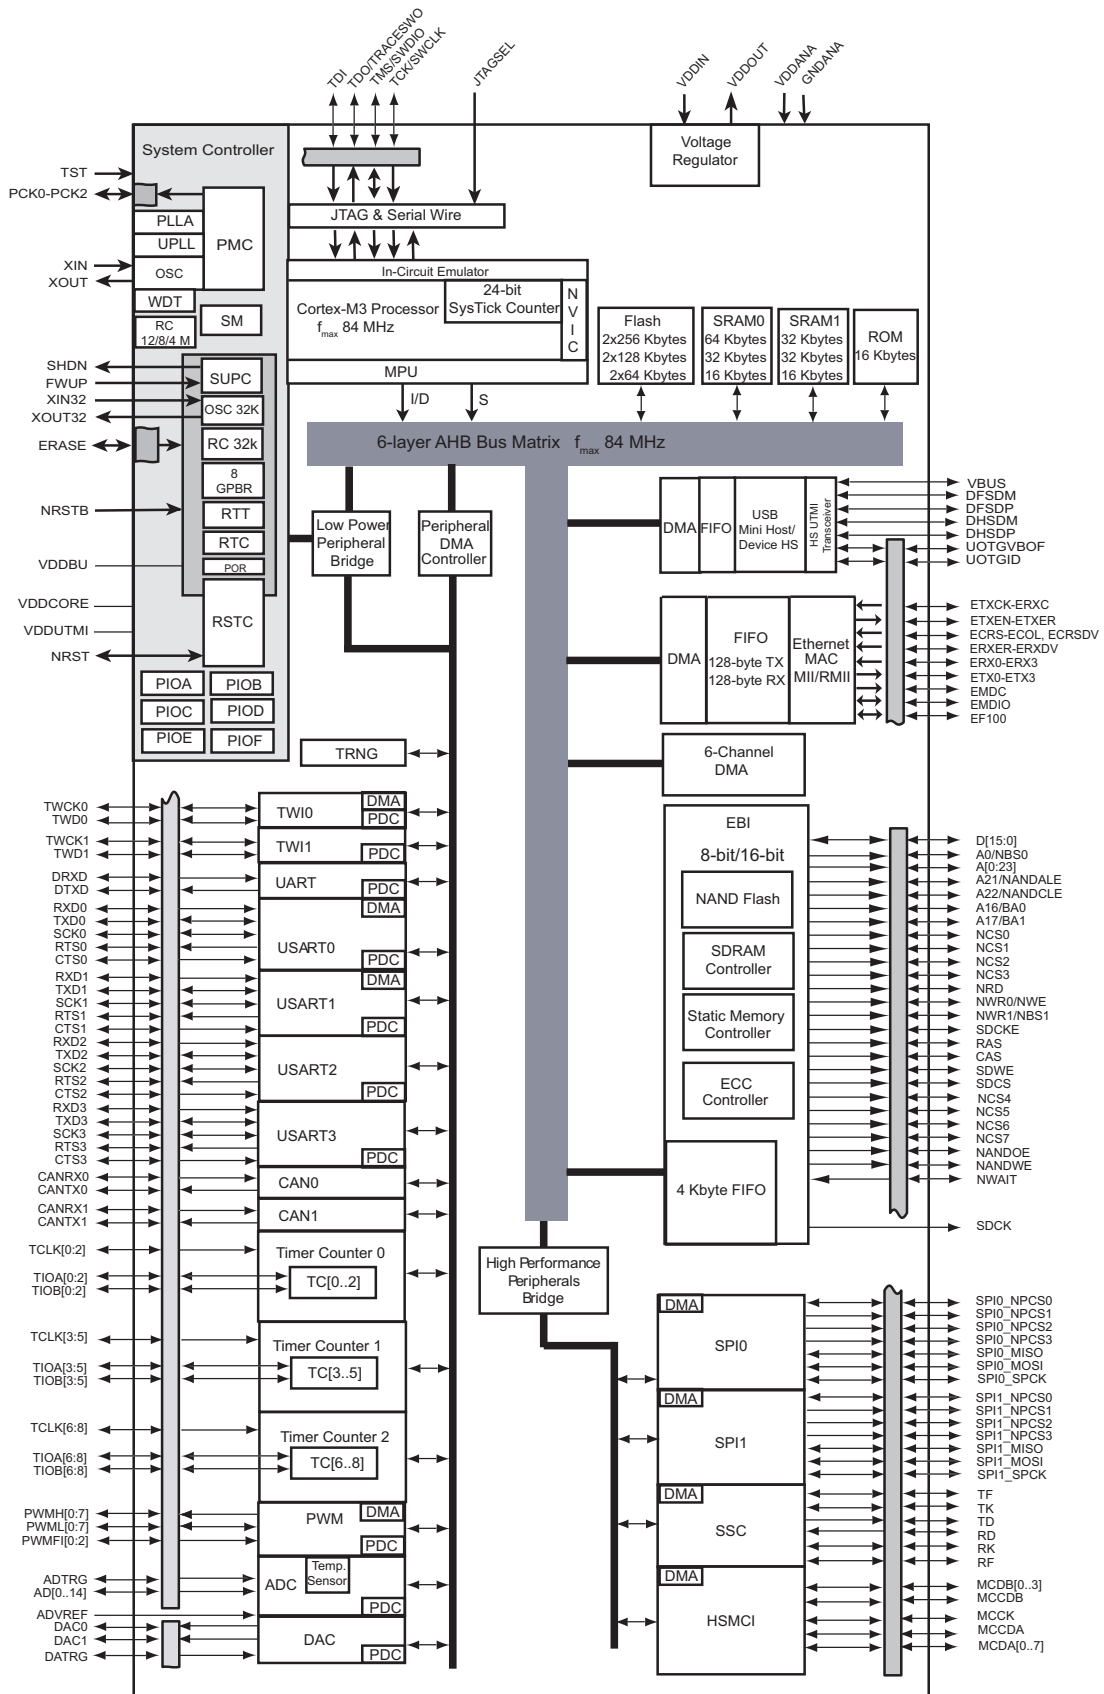 TDI
TDO/TRACESWO
TMS/SWDIO
TCK/SWCLK
JTAGSEL
VDDIN
VDDOUT
VDDANA
GNDANA
System Controller
Voltage
Regulator
TST
PCK0-PCK2
PLLA
UPLL
PMC
XIN
XOUT
OSC
WDT
RC
12/8/4 M
SM
JTAG & Serial Wire
In-Circuit Emulator
Cortex-M3 Processor
fmax 84 MHz
24-bit
SysTick Counter
N
V
I
C
MPU
I/D
S
Flash
2x256 Kbytes
2x128 Kbytes
2x64 Kbytes
SRAM0
64 Kbytes
32 Kbytes
16 Kbytes
SRAM1
32 Kbytes
32 Kbytes
16 Kbytes
ROM
16 Kbytes
SHDN
FWUP
XIN32
XOUT32
ERASE
NRSTB
VDDBU
VDDCORE
VDDUTMI
NRST
SUPC
OSC 32K
RC 32k
8
GPBR
RTT
RTC
POR
RSTC
PIOA
PIOB
PIOC
PIOD
PIOE
PIOF
6-layer AHB Bus Matrix fmax 84 MHz
Low Power
Peripheral
Bridge
Peripheral
DMA
Controller
DMA
FIFO
USB
Mini Host/
Device HS
HS UTMI
Transceiver
VBUS
DFSDM
DFSDP
DHSDM
DHSDP
UOTGVBOF
UOTGID
DMA
FIFO
128-byte TX
128-byte RX
Ethernet
MAC
MII/RMII
ETXCK-ERXC
ETXEN-ETXER
ECRS-ECOL, ECRSDV
ERXER-ERXDV
ERX0-ERX3
ETX0-ETX3
EMDC
EMDIO
EF100
TRNG
6-Channel
DMA
TWCK0
TWD0
TWI0
DMA
PDC
TWCK1
TWD1
TWI1
PDC
DRXD
DTXD
UART
PDC
RXD0
TXD0
SCK0
RTS0
CTS0
USART0
DMA
PDC
RXD1
TXD1
SCK1
RTS1
CTS1
USART1
DMA
PDC
RXD2
TXD2
SCK2
RTS2
CTS2
USART2
PDC
RXD3
TXD3
SCK3
RTS3
CTS3
USART3
PDC
CANRX0
CANTX0
CAN0
CANRX1
CANTX1
CAN1
TCLK[0:2]
TIOA[0:2]
TIOB[0:2]
Timer Counter 0
TC[0..2]
TCLK[3:5]
TIOA[3:5]
TIOB[3:5]
Timer Counter 1
TC[3..5]
TCLK[6:8]
TIOA[6:8]
TIOB[6:8]
Timer Counter 2
TC[6..8]
PWMH[0:7]
PWML[0:7]
PWMFI[0:2]
PWM
DMA
PDC
ADTRG
AD[0..14]
ADC
Temp.
Sensor
PDC
ADVREF
DAC0
DAC1
DATRG
DAC
PDC
EBI
8-bit/16-bit
NAND Flash
SDRAM
Controller
Static Memory
Controller
ECC
Controller
4 Kbyte FIFO
D[15:0]
A0/NBS0
A[0:23]
A21/NANDALE
A22/NANDCLE
A16/BA0
A17/BA1
NCS0
NCS1
NCS2
NCS3
NRD
NWR0/NWE
NWR1/NBS1
SDCKE
RAS
CAS
SDWE
SDCS
NCS4
NCS5
NCS6
NCS7
NANDOE
NANDWE
NWAIT
SDCK
High Performance
Peripherals
Bridge
DMA
SPI0
SPI0_NPCS0
SPI0_NPCS1
SPI0_NPCS2
SPI0_NPCS3
SPI0_MISO
SPI0_MOSI
SPI0_SPCK
DMA
SPI1
SPI1_NPCS0
SPI1_NPCS1
SPI1_NPCS2
SPI1_NPCS3
SPI1_MISO
SPI1_MOSI
SPI1_SPCK
DMA
SSC
TF
TK
TD
RD
RK
RF
DMA
HSMCI
MCDB[0..3]
MCCDB
MCCK
MCCDA
MCDA[0..7]